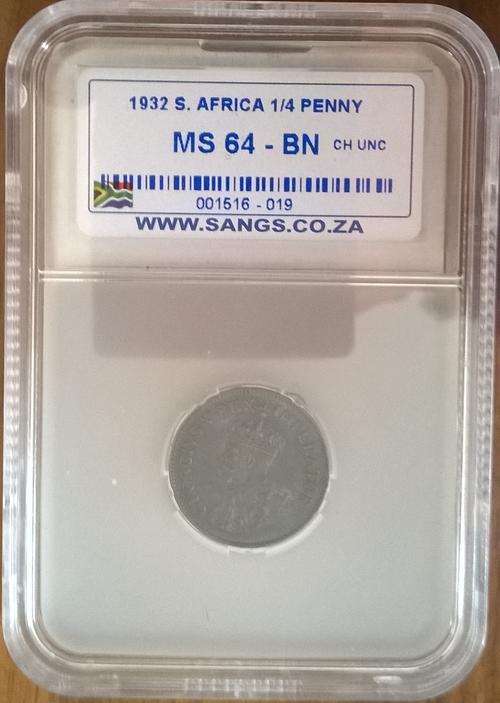 1932 S. AFRICA 1/4 PENNY
MS 64 - BN CH UNC
001516 - 019
WWW.SANGS.CO.ZA